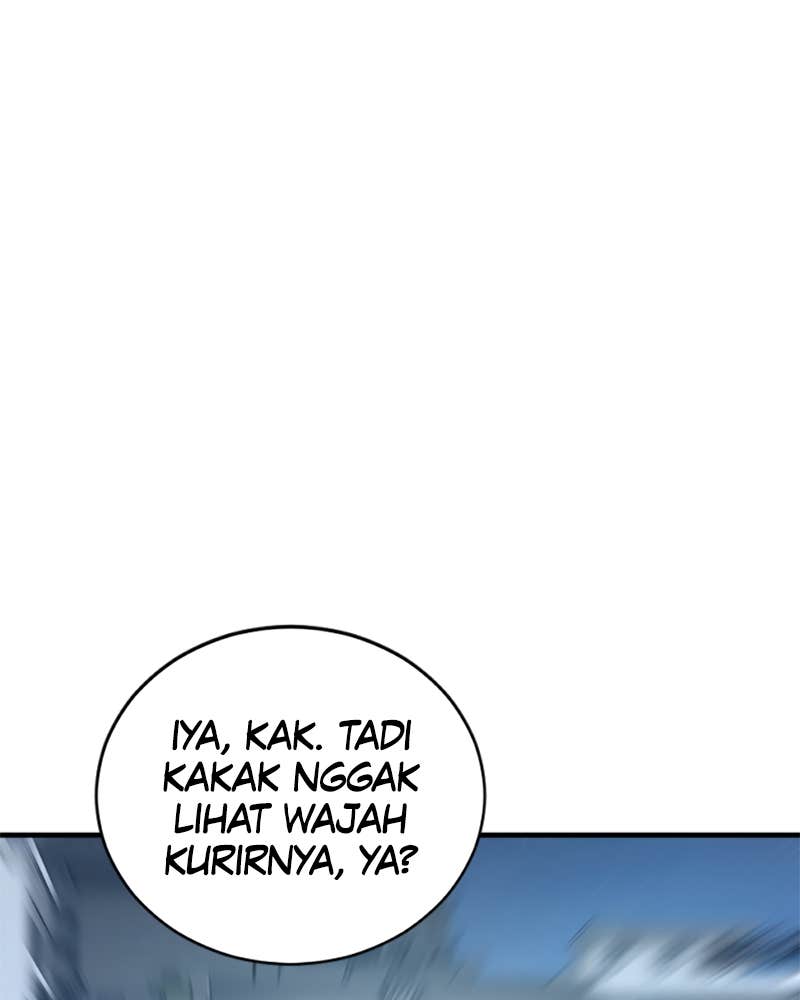 IYA, KAK. TADI
KAKAK NGGAK
LIHAT WAJAH
KURIRNYA, YA?